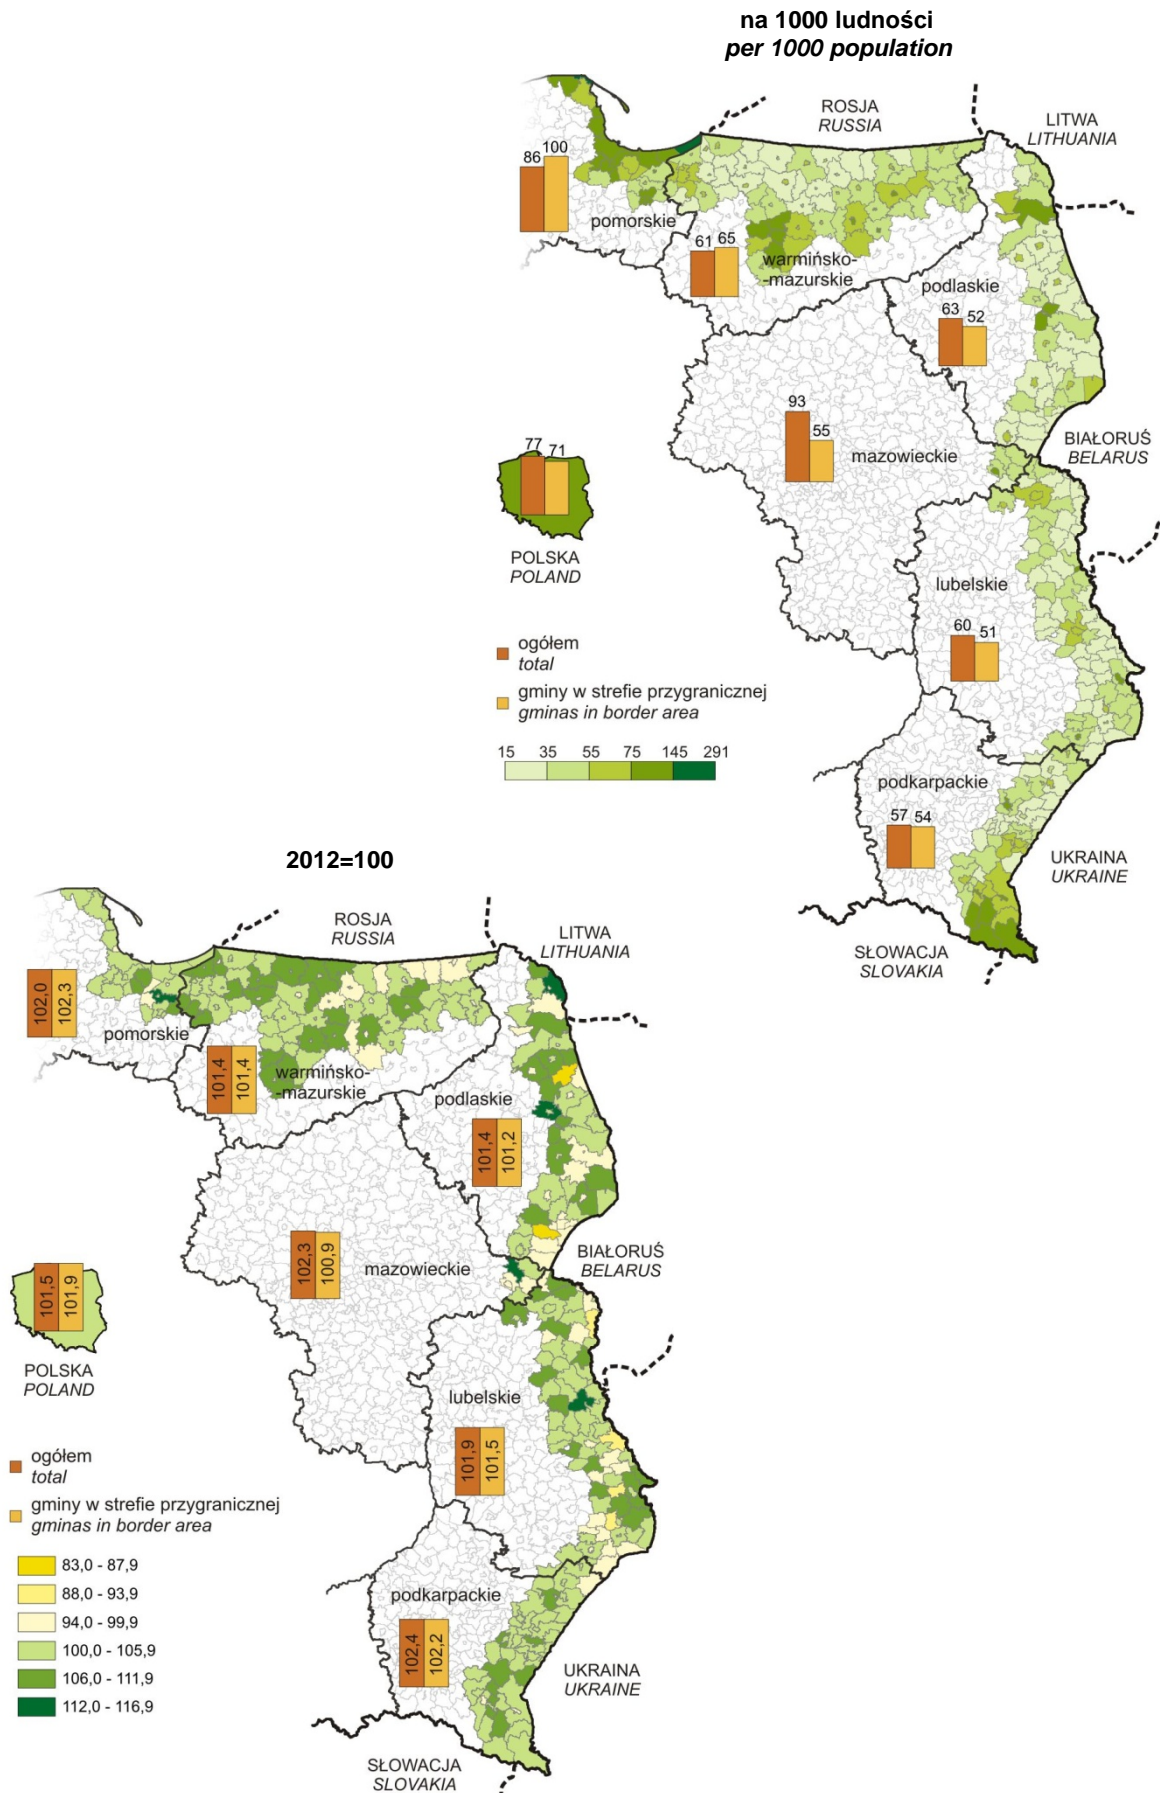 na 1000 ludności
per 1000 population
ROSJA
RUSSIA
LITWA
LITHUANIA
86 100
pomorskie
61 65
warmińsko-
-mazurskie
podlaskie
63 52
93
55
mazowieckie
BIAŁORUŚ
BELARUS
77 71
POLSKA
POLAND
lubelskie
60 51
ogółem
total
gminy w strefie przygranicznej
gminas in border area
15 35 55 75 145 291
podkarpackie
57 54
UKRAINA
UKRAINE
SŁOWACJA
SLOVAKIA
2012=100
ROSJA
RUSSIA
LITWA
LITHUANIA
102,0 102,3
pomorskie
101,4 101,4
warmińsko-
-mazurskie
podlaskie
101,4 101,2
102,3 100,9
mazowieckie
BIAŁORUŚ
BELARUS
101,5 101,9
POLSKA
POLAND
lubelskie
101,9 101,5
ogółem
total
gminy w strefie przygranicznej
gminas in border area
83,0 - 87,9
88,0 - 93,9
94,0 - 99,9
100,0 - 105,9
106,0 - 111,9
112,0 - 116,9
podkarpackie
102,4 102,2
UKRAINA
UKRAINE
SŁOWACJA
SLOVAKIA